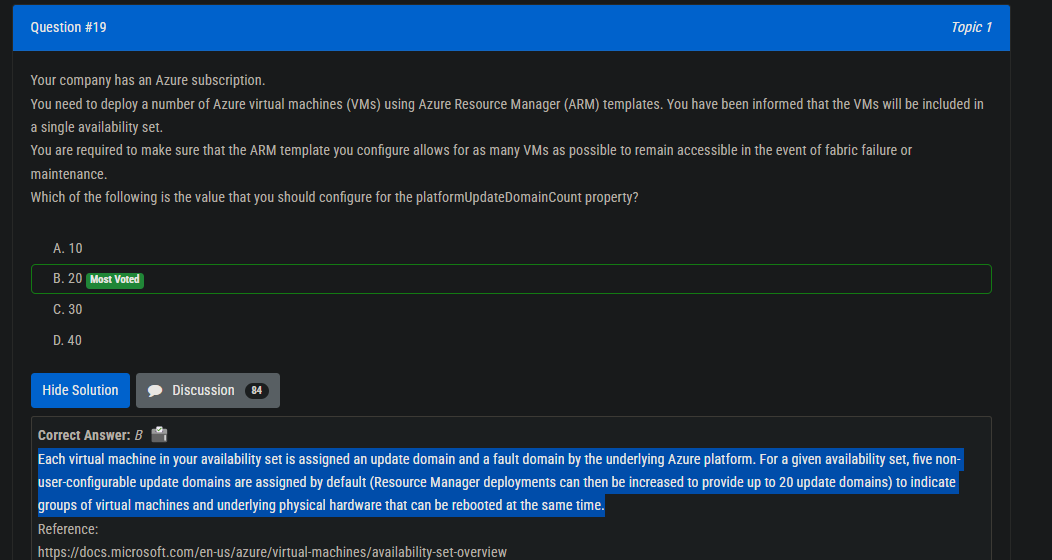 Question #19
Topic 1
Your company has an Azure subscription.
You need to deploy a number of Azure virtual machines (VMs) using Azure Resource Manager (ARM) templates. You have been informed that the VMs will be included in
a single availability set.
You are required to make sure that the ARM template you configure allows for as many VMs as possible to remain accessible in the event of fabric failure or
maintenance.
Which of the following is the value that you should configure for the platformUpdateDomainCount property?
A. 10
B. 20 Most Voted
C. 30
D. 40
Hide Solution
Discussion 84
Correct Answer: B
Each virtual machine in your availability set is assigned an update domain and a fault domain by the underlying Azure platform. For a given availability set, five non-
user-configurable update domains are assigned by default (Resource Manager deployments can then be increased to provide up to 20 update domains) to indicate
groups of virtual machines and underlying physical hardware that can be rebooted at the same time.
Reference:
https://docs.microsoft.com/en-us/azure/virtual-machines/availability-set-overview